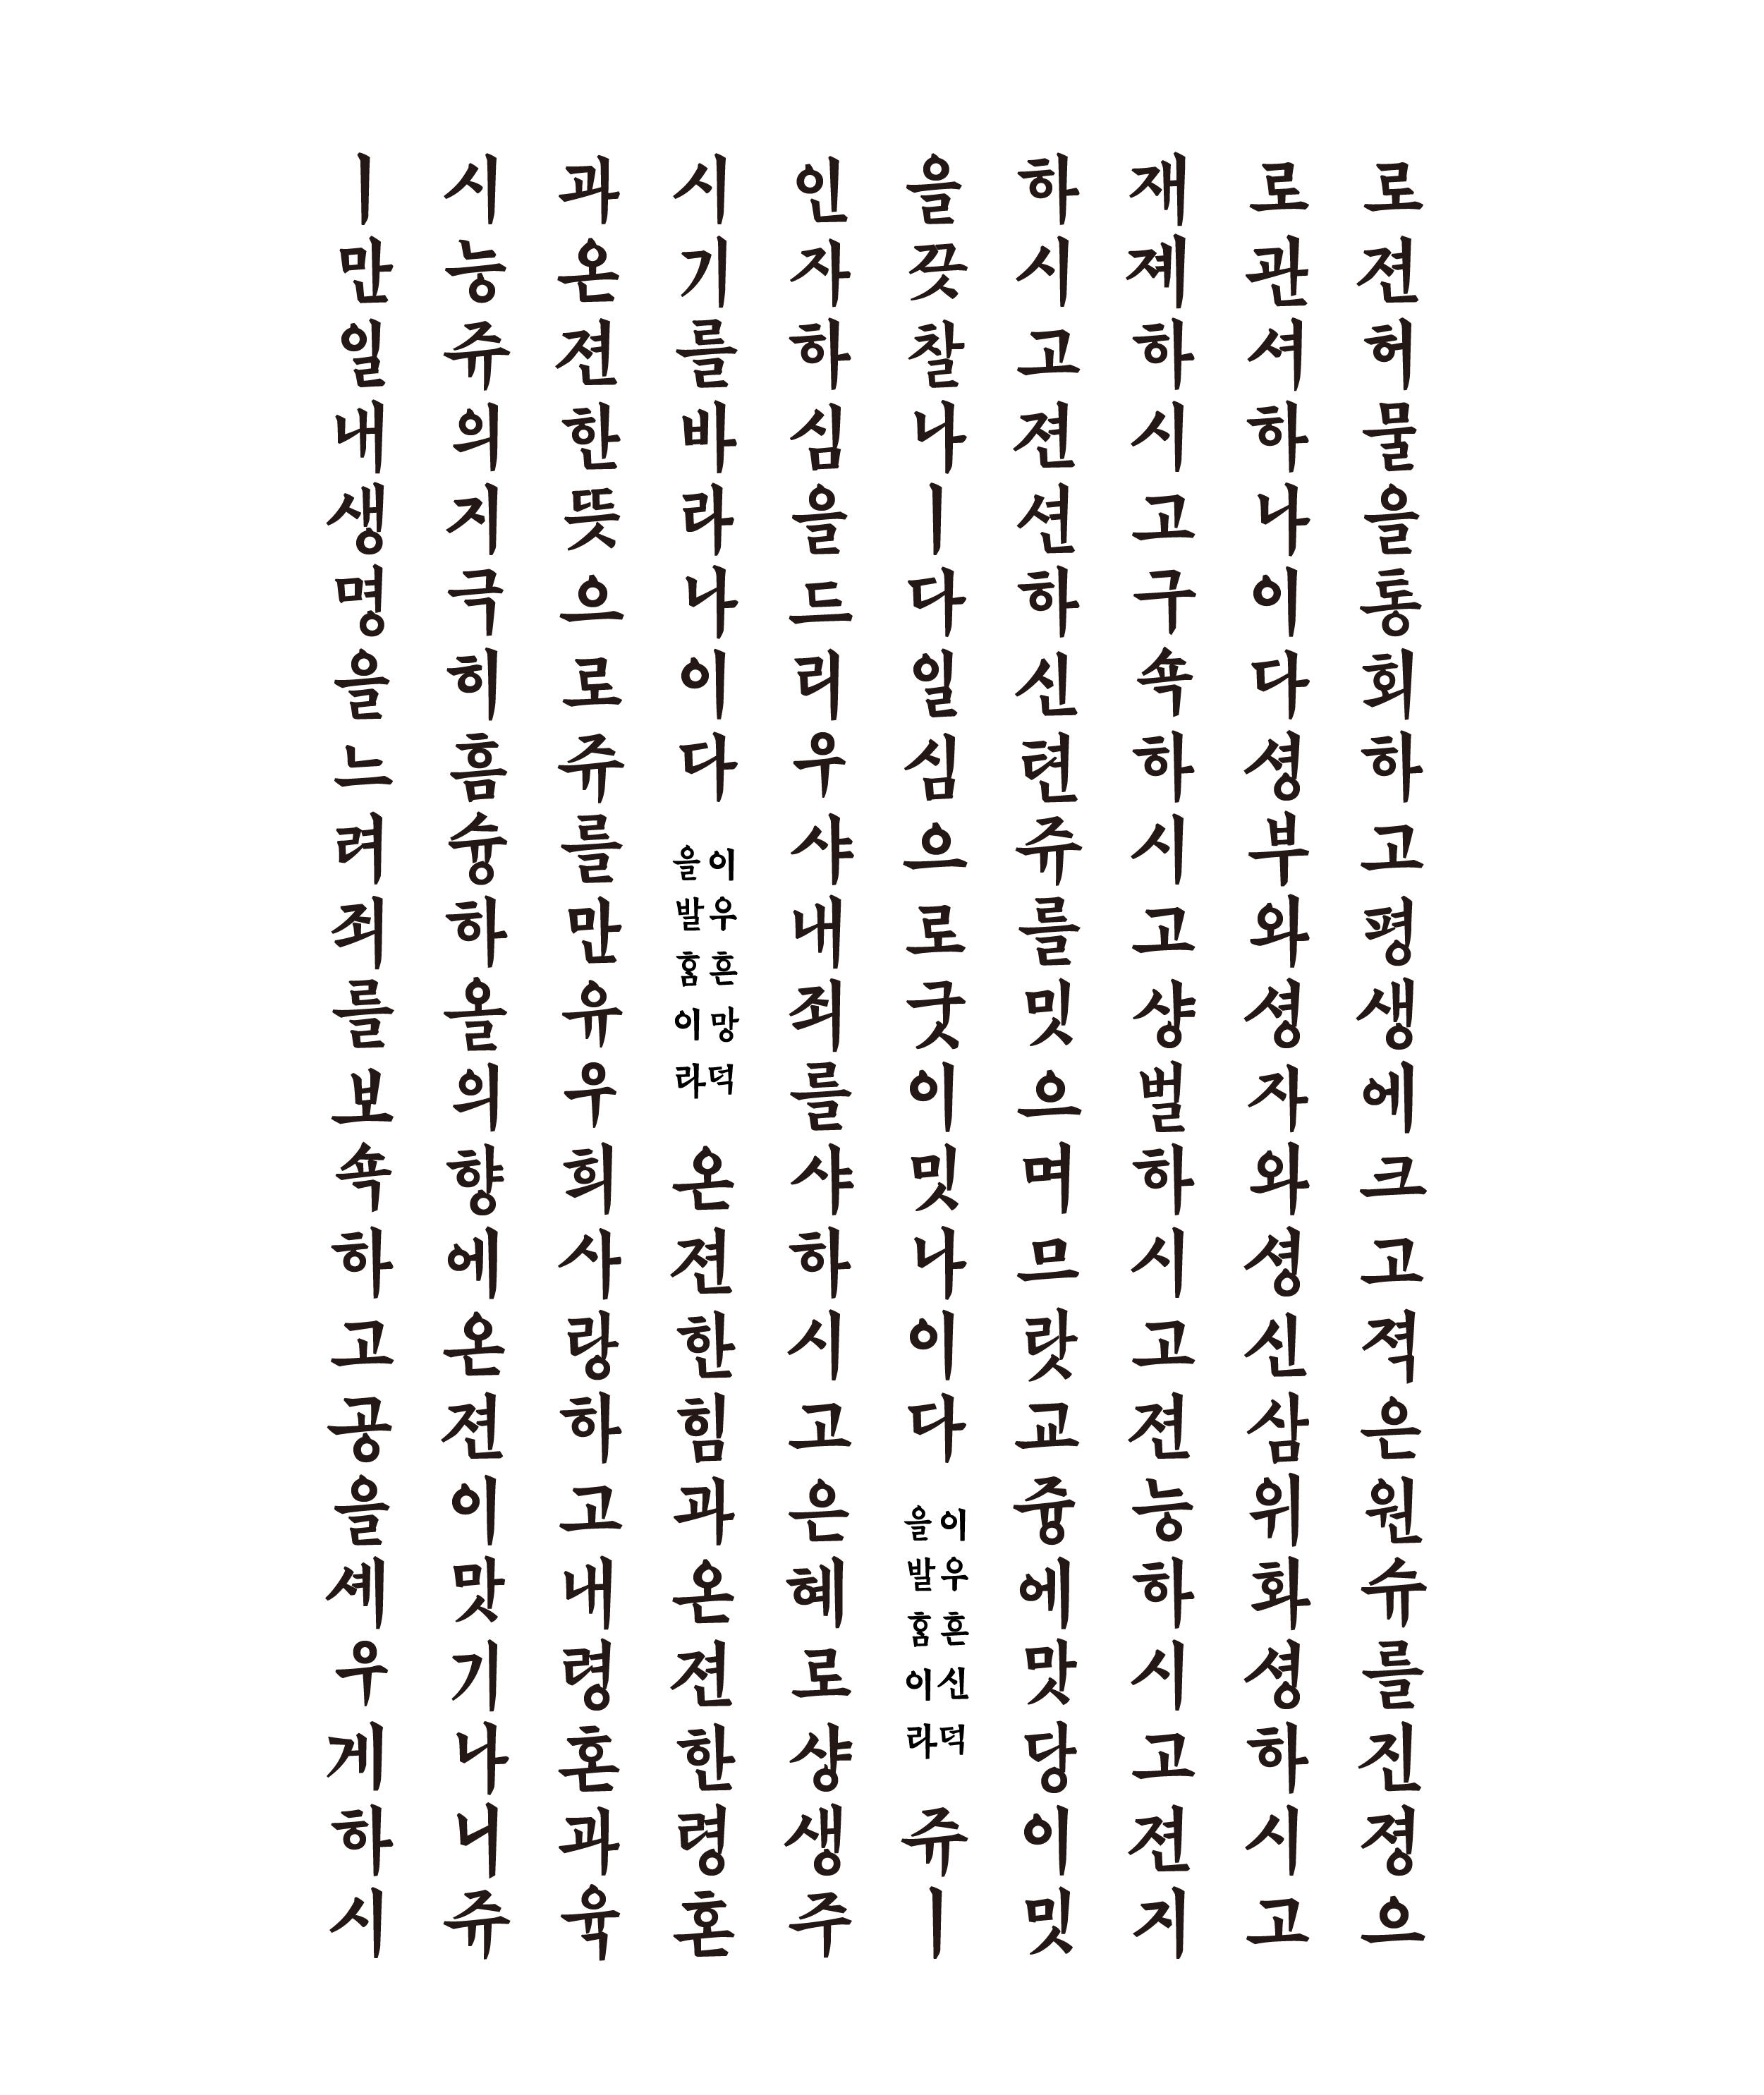 로젼허물을통회하고평생에크고젹은원슈를진졍으
로관셔하나이다셩부와셩자와셩신삼위화셩하시고
재졔하시고구쇽하시고샹벌하시고젼능하시고젼지
하시고젼션하신텬쥬를밋으며므랏교즁에맛당이밋
을끗찰나ㅣ다일심으로굿이밋나이다
이우흔신덕
을발홈이라
쥬ㅣ
인자하심을드리우샤내죄를샤하시고은혜로샹생주
시기를바라나이다
이우흔망덕
을발홈이라
온젼한힘과온젼한령혼
과온젼한뜻으로쥬를만유우희사랑하고내령혼과육
시능쥬의지극히흠슝하올의향에온젼이맛기나니쥬
ㅣ만일내생명을느려죄를보쇽하고공을셰우게하시